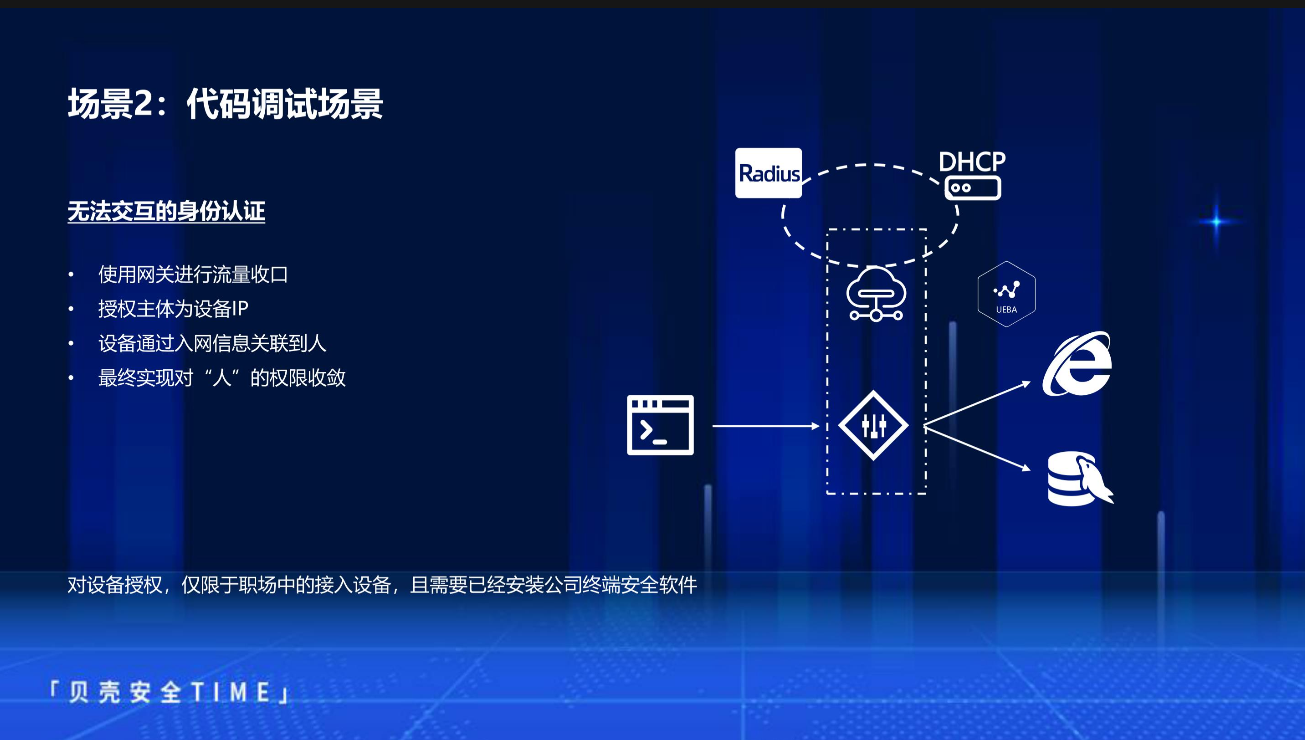 场景2：代码调试场景
Radius
DHCP
无法交互的身份认证
• 使用网关进行流量收口
• 授权主体为设备IP
• 设备通过入网信息关联到人
• 最终实现对“人”的权限收敛
UEBA
对设备授权，仅限于职场中的接入设备，且需要已经安装公司终端安全软件
「贝壳安全TIME」